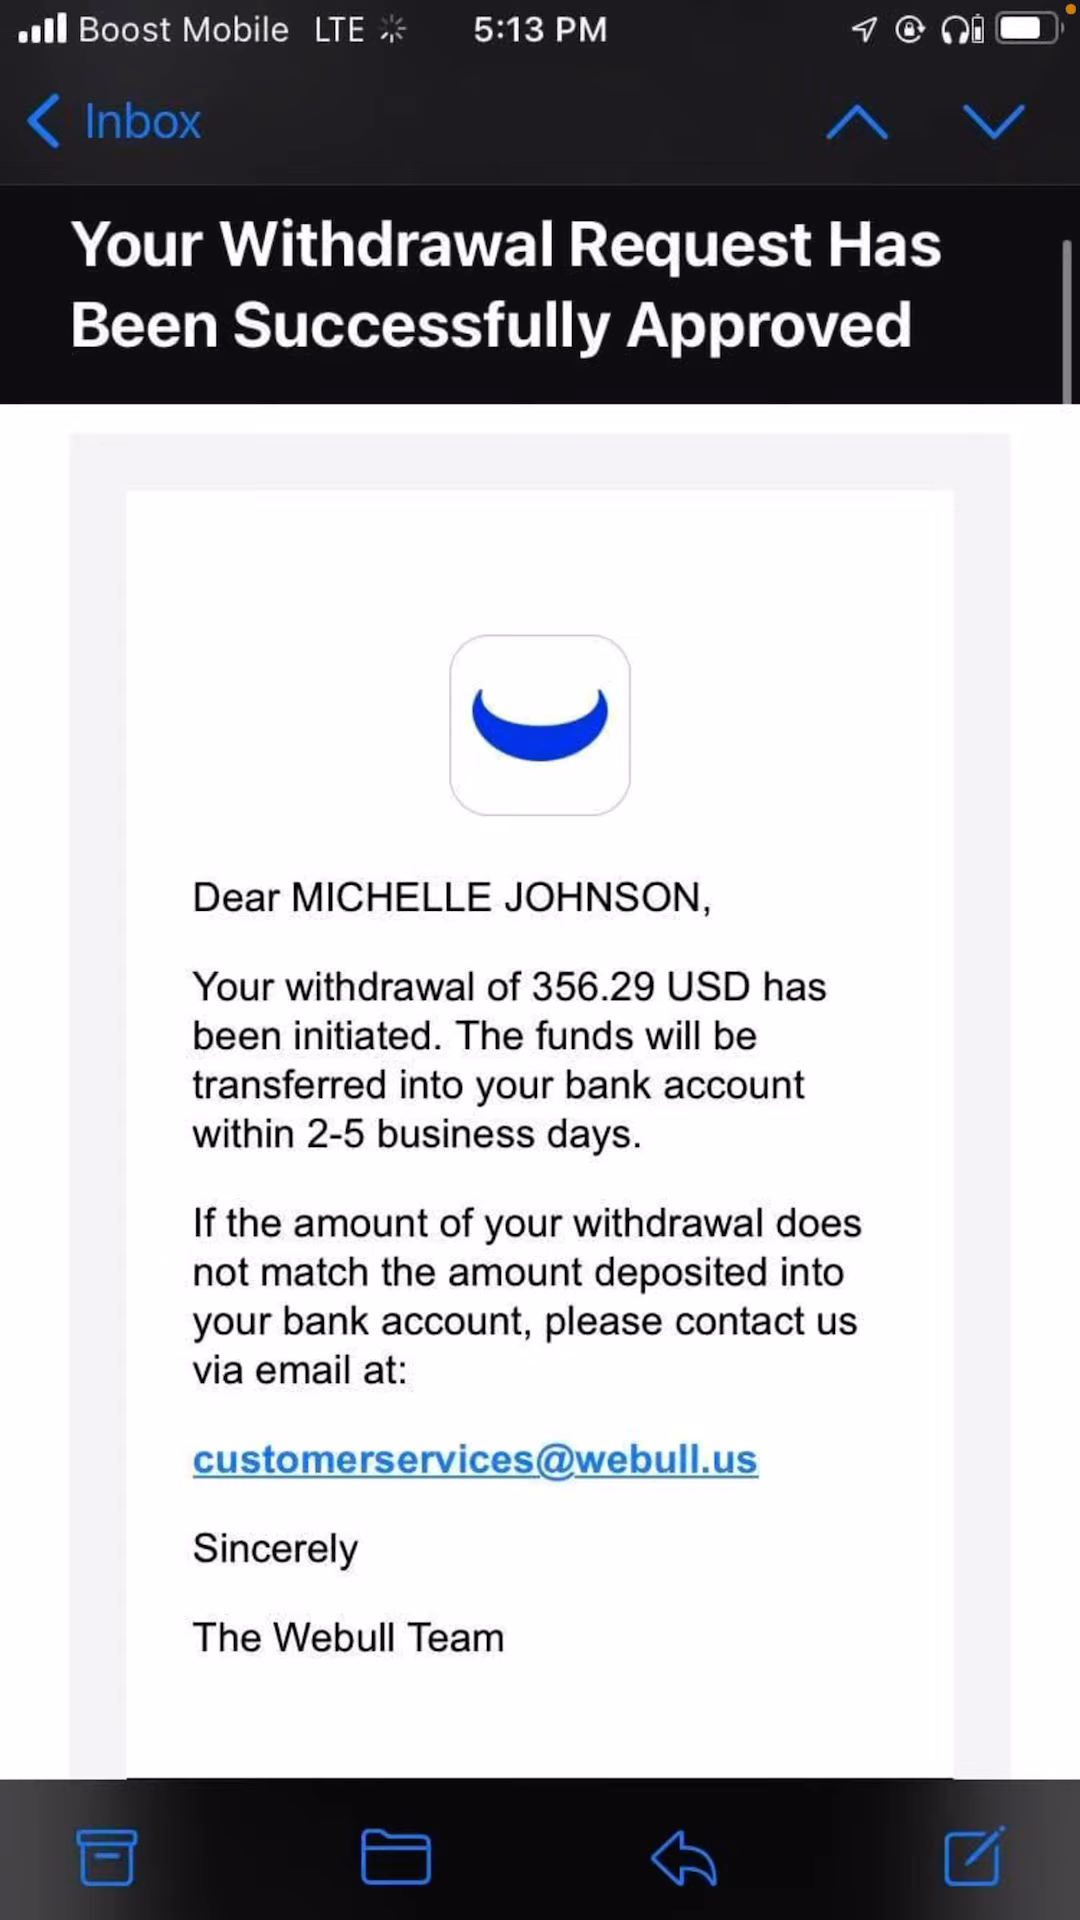 Boost Mobile LTE 5:13 PM
Inbox
Your Withdrawal Request Has
Been Successfully Approved
Dear MICHELLE JOHNSON,
Your withdrawal of 356.29 USD has
been initiated. The funds will be
transferred into your bank account
within 2-5 business days.
If the amount of your withdrawal does
not match the amount deposited into
your bank account, please contact us
via email at:
customerservices@webull.us
Sincerely
The Webull Team